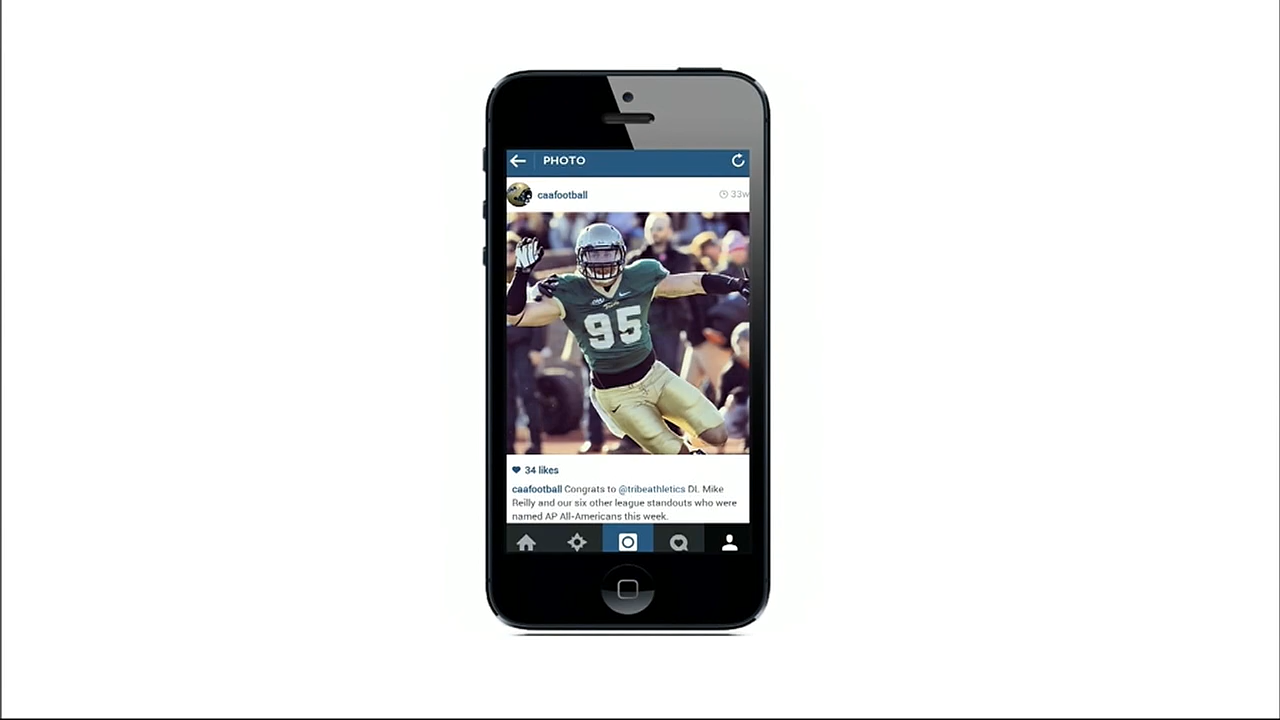 PHOTO
caafootball
33w
95
34 likes
caafootball Congrats to @tribeathletics DL Mike
Reilly and our six other league standouts who were
named AP All-Americans this week.